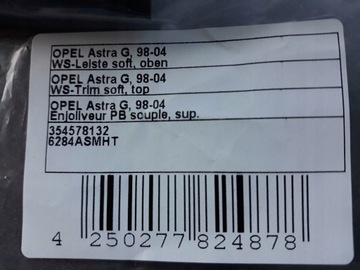 OPEL Astra G, 98-04
WS-Leiste soft, oben
OPEL Astra G, 98-04
WS-Trim soft, top
OPEL Astra G, 98-04
Enjoliveur PB souple, sup.
354578132
6284ASMHT
4 250277 824878